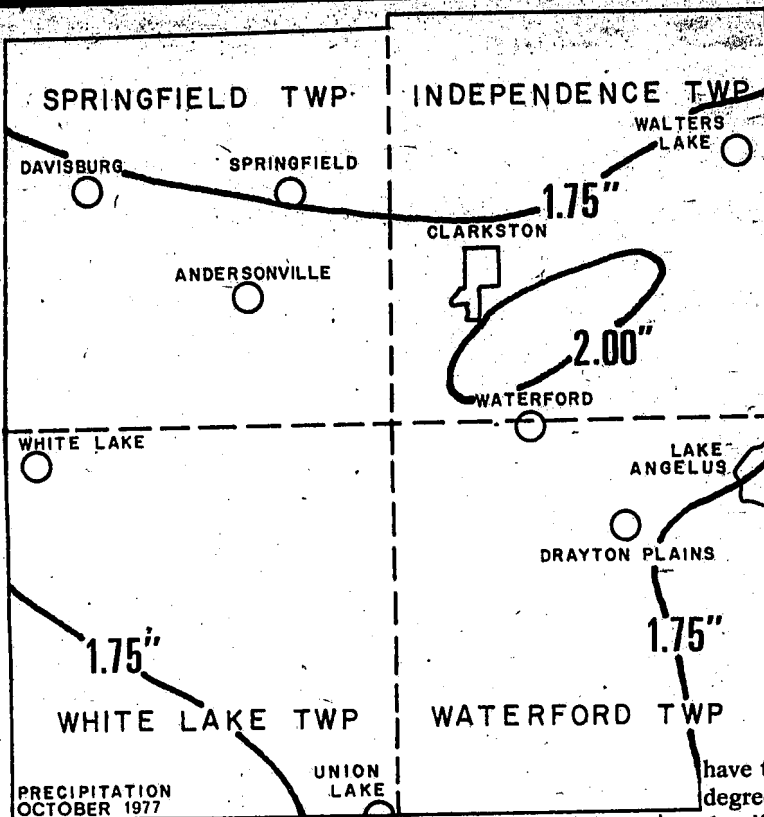 SPRINGFIELD TWP.
INDEPENDENCE TWP
WALTERS
LAKE
DAVISBURG
SPRINGFIELD
1.75"
CLARKSTON
ANDERSONVILLE
2.00"
WATERFORD
WHITE LAKE
LAKE
ANGELUS
DRAYTON PLAINS
1.75"
1.75"
WHITE LAKE TWP
WATERFORD TWP
UNION
LAKE
PRECIPITATION
OCTOBER 1977
have
degre